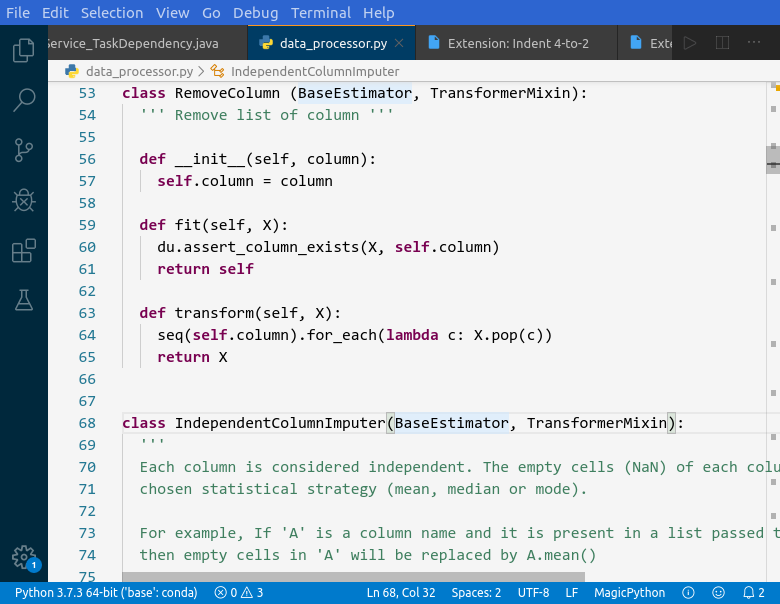 File Edit Selection View Go Debug Terminal Help
Service_TaskDependency.java data_processor.py Extension: Indent 4-to-2 Exte
data_processor.py > IndependentColumnImputer
53 class RemoveColumn (BaseEstimator, TransformerMixin):
54 ''' Remove list of column '''
55
56 def __init__(self, column):
57 self.column = column
58
59 def fit(self, X):
60 du.assert_column_exists(X, self.column)
61 return self
62
63 def transform(self, X):
64 seq(self.column).for_each(lambda c: X.pop(c))
65 return X
66
67
68 class IndependentColumnImputer(BaseEstimator, TransformerMixin):
69 '''
70 Each column is considered independent. The empty cells (NaN) of each colu
71 chosen statistical strategy (mean, median or mode).
72
73 For example, If 'A' is a column name and it is present in a list passed t
74 then empty cells in 'A' will be replaced by A.mean()
75
1
Python 3.7.3 64-bit ('base': conda) 0 3 Ln 68, Col 32 Spaces: 2 UTF-8 LF MagicPython 2